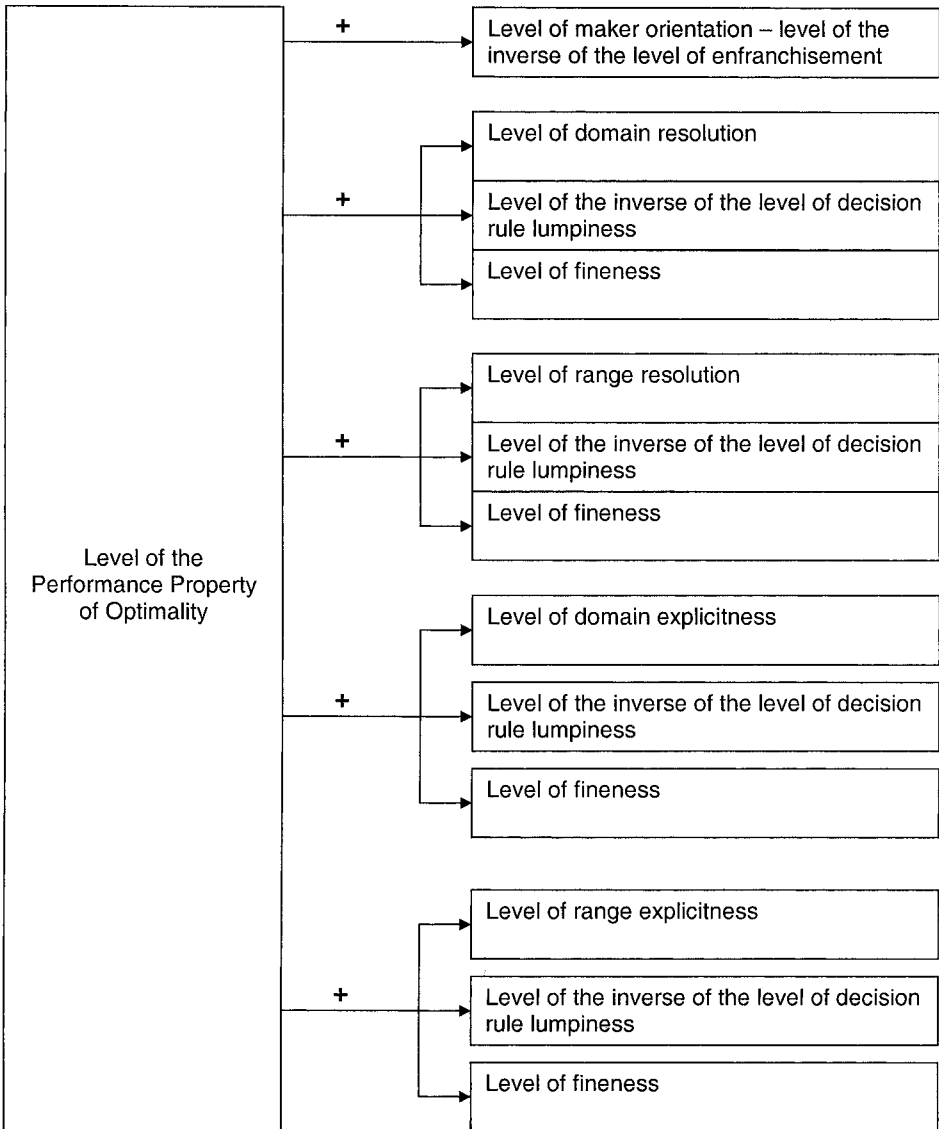 +
Level of maker orientation – level of the
inverse of the level of enfranchisement
Level of domain resolution
+
Level of the inverse of the level of decision
rule lumpiness
Level of fineness
Level of range resolution
+
Level of the inverse of the level of decision
rule lumpiness
Level of fineness
Level of the
Performance Property
of Optimality
Level of domain explicitness
+
Level of the inverse of the level of decision
rule lumpiness
Level of fineness
Level of range explicitness
+
Level of the inverse of the level of decision
rule lumpiness
Level of fineness